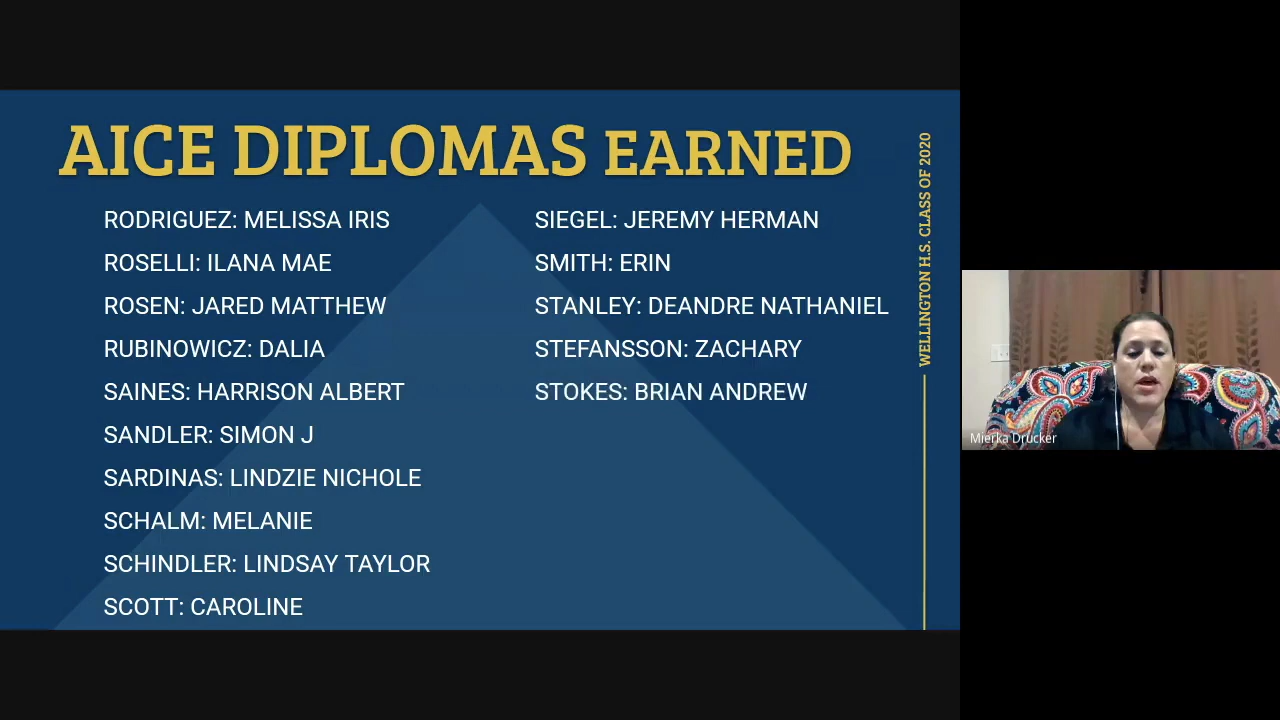 AICE DIPLOMAS EARNED
RODRIGUEZ: MELISSA IRIS
ROSELLI: ILANA MAE
ROSEN: JARED MATTHEW
RUBINOWICZ: DALIA
SAINES: HARRISON ALBERT
SANDLER: SIMON J
SARDINAS: LINDZIE NICHOLE
SCHALM: MELANIE
SCHINDLER: LINDSAY TAYLOR
SCOTT: CAROLINE
SIEGEL: JEREMY HERMAN
SMITH: ERIN
STANLEY: DEANDRE NATHANIEL
STEFANSSON: ZACHARY
STOKES: BRIAN ANDREW
WELLINGTON H.S. CLASS OF 2020
Mierka Drucker